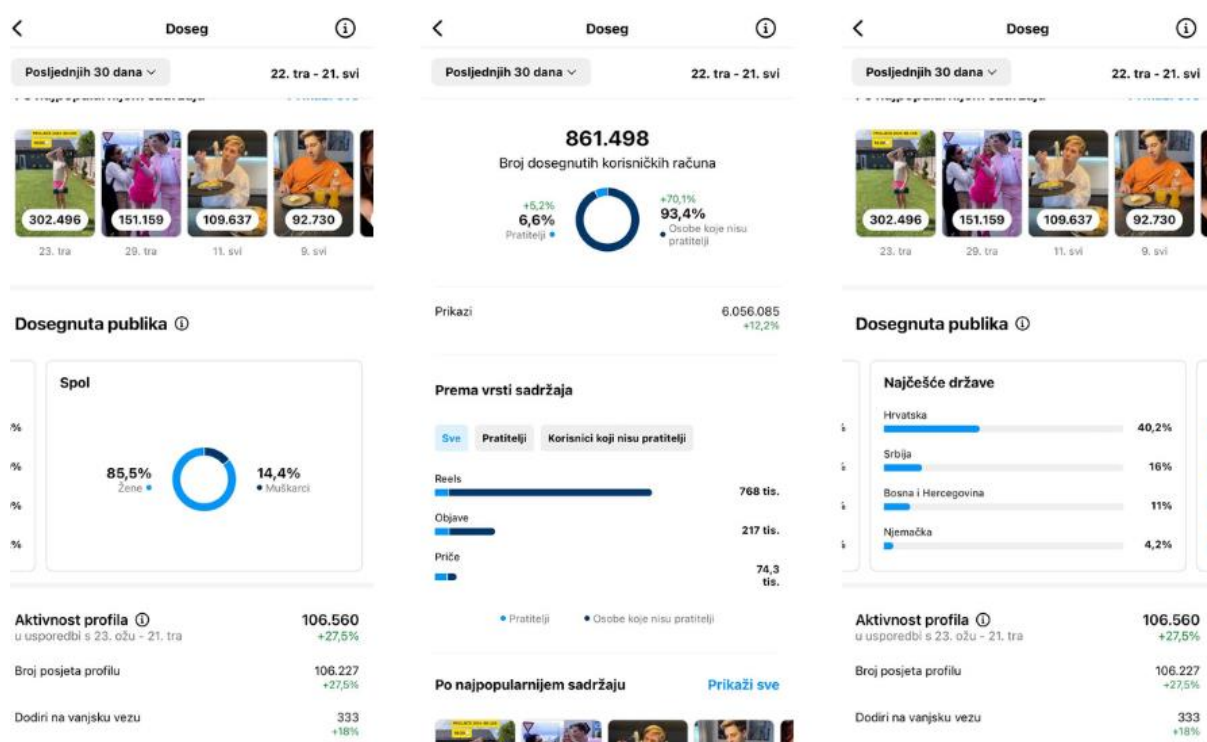 Doseg
Posljednjih 30 dana
22. tra - 21. svi
302.496
151.159
109.637
92.730
23. tra
29. tra
11. svi
9. svi
Dosegnuta publika
Spol
%
%
%
%
85,5%
Žene
14,4%
Muškarci
Aktivnost profila
106.560
u usporedbi s 23. ožu - 21. tra
+27,5%
Broj posjeta profilu
106.227
+27,5%
Dodiri na vanjsku vezu
333
+18%
Doseg
Posljednjih 30 dana
22. tra - 21. svi
861.498
Broj dosegnutih korisničkih računa
+5,2%
6,6%
Pratitelji
+70,1%
93,4%
Osobe koje nisu
pratitelji
Prikazi
6.056.085
+12,2%
Prema vrsti sadržaja
Sve
Pratitelji
Korisnici koji nisu pratitelji
Reels
768 tis.
Objave
217 tis.
Priče
74,3
tis.
Pratitelji
Osobe koje nisu pratitelji
Po najpopularnijem sadržaju
Prikaži sve
Doseg
Posljednjih 30 dana
22. tra - 21. svi
302.496
151.159
109.637
92.730
23. tra
29. tra
11. svi
9. svi
Dosegnuta publika
Najčešće države
Hrvatska
40,2%
Srbija
16%
Bosna i Hercegovina
11%
Njemačka
4,2%
Aktivnost profila
106.560
u usporedbi s 23. ožu - 21. tra
+27,5%
Broj posjeta profilu
106.227
+27,5%
Dodiri na vanjsku vezu
333
+18%